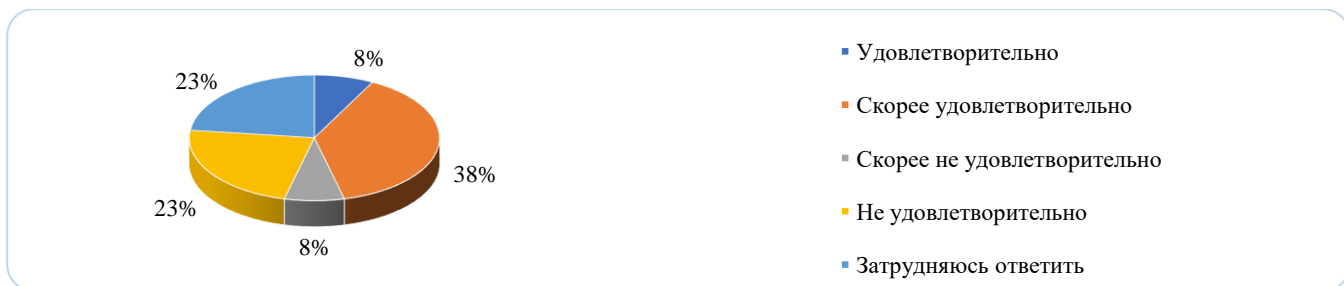 8%
38%
8%
23%
23%
Удовлетворительно
Скорее удовлетворительно
Скорее не удовлетворительно
Не удовлетворительно
Затрудняюсь ответить